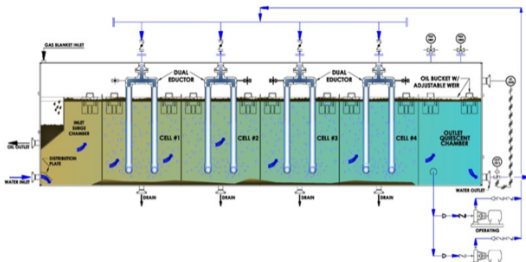 GAS BLANKET INLET
DUAL
EDUCTOR
DUAL
EDUCTOR
OIL BUCKET W/
ADJUSTABLE WEIR
INLET
SURGE
CHAMBER
CELL #1
CELL #2
CELL #3
CELL #4
OUTLET
QUIESCENT
CHAMBER
OIL OUTLET
DISTRIBUTION
PLATE
WATER INLET
WATER OUTLET
DRAIN
DRAIN
DRAIN
DRAIN
OPERATING